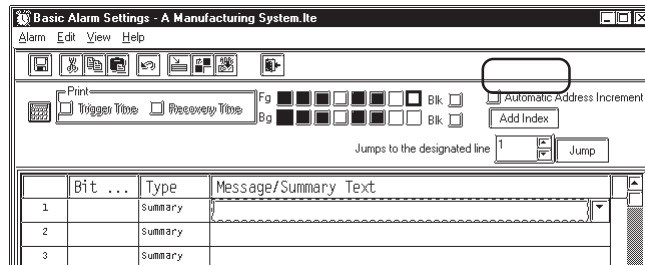 Basic Alarm Settings - A Manufacturing System.lte
Alarm Edit View Help
Print
Trigger Time Recovery Time
Fg Blk
Automatic Address Increment
Bg Blk
Add Index
Jumps to the designated line 1 Jump
Bit ... Type Message/Summary Text
1 Summary
2 Summary
3 Summary